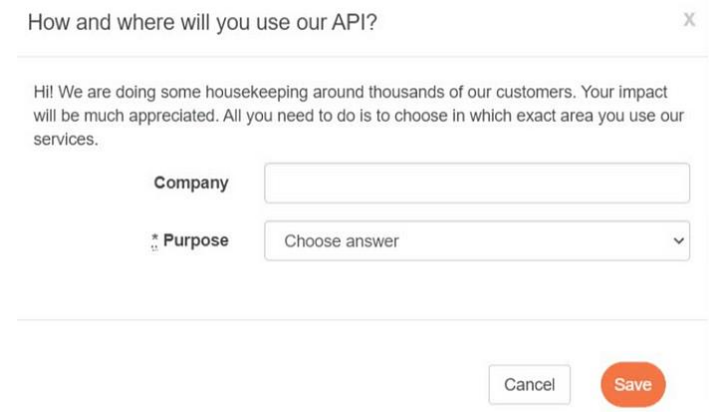 How and where will you use our API?
X
Hi! We are doing some housekeeping around thousands of our customers. Your impact
will be much appreciated. All you need to do is to choose in which exact area you use our
services.
Company
* Purpose
Choose answer
Cancel
Save